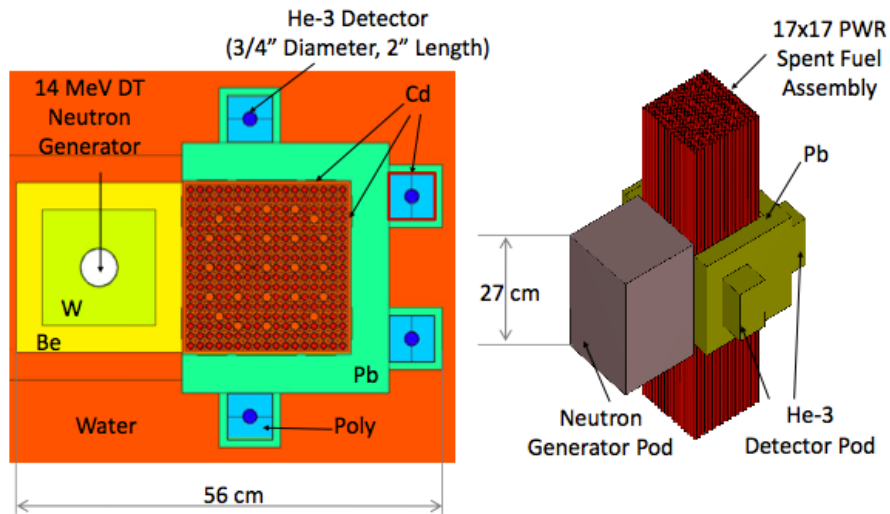 He-3 Detector
(3/4” Diameter, 2” Length)
14 MeV DT
Neutron
Generator
Cd
W
Be
Pb
Water
Poly
56 cm
17x17 PWR
Spent Fuel
Assembly
Pb
27 cm
Neutron
Generator Pod
He-3
Detector Pod